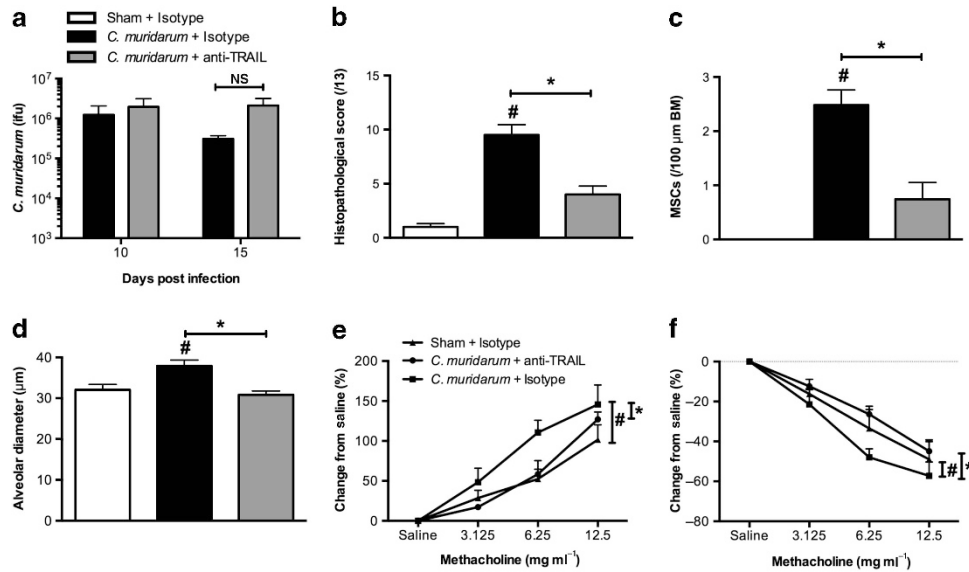 a
Sham + Isotype
C. muridarum + Isotype
C. muridarum + anti-TRAIL
C. muridarum (ifu)
10⁷
10⁶
10⁵
10⁴
10³
NS
10
15
Days post infection
b
Histopathological score (/13)
15
10
5
0
#
*
c
MSCs (/100 μm BM)
3
2
1
0
#
*
d
Alveolar diameter (μm)
50
40
30
20
10
0
#
*
e
Sham + Isotype
C. muridarum + anti-TRAIL
C. muridarum + Isotype
Change from saline (%)
200
150
100
50
0
# *
Saline
3.125
6.25
12.5
Methacholine (mg ml⁻¹)
f
Change from saline (%)
0
−20
−40
−60
−80
# *
Saline
3.125
6.25
12.5
Methacholine (mg ml⁻¹)